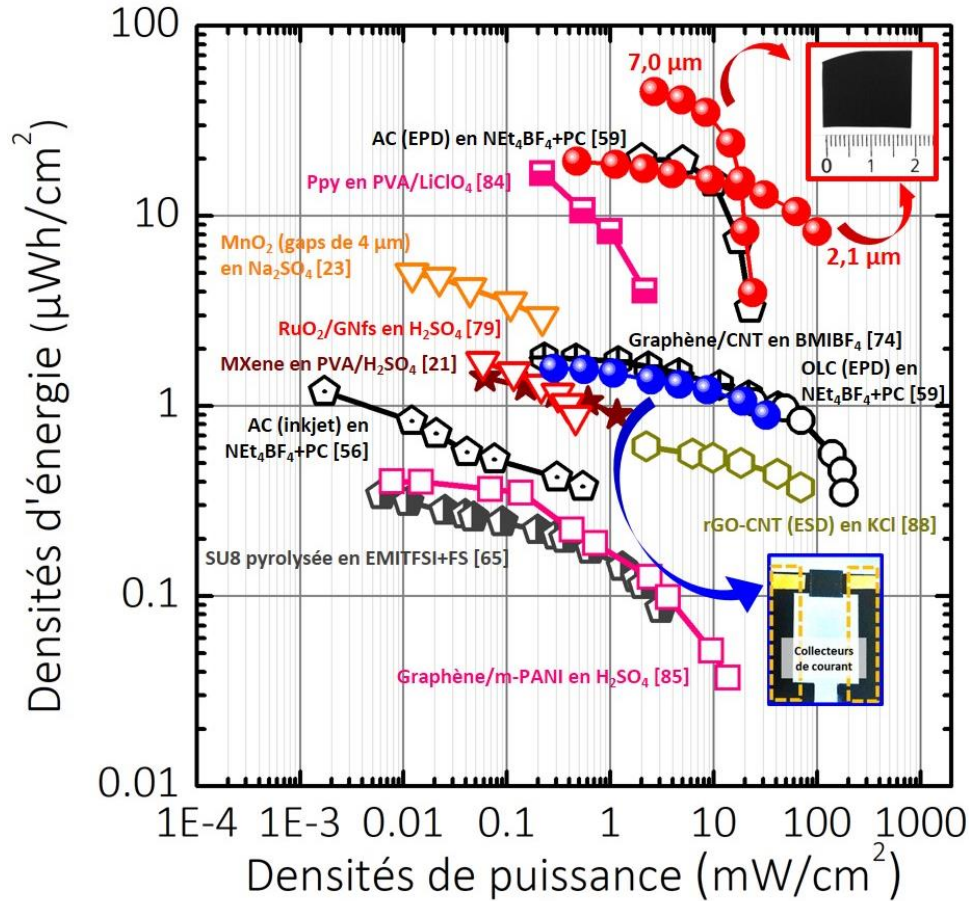 Densités d'énergie (µWh/cm²)
100
10
1
0.1
0.01
7,0 µm
0 1 2
AC (EPD) en NEt₄BF₄+PC [59]
Ppy en PVA/LiClO₄ [84]
2,1 µm
MnO₂ (gaps de 4 µm)
en Na₂SO₄ [23]
RuO₂/GNfs en H₂SO₄ [79]
Graphène/CNT en BMIBF₄ [74]
MXene en PVA/H₂SO₄ [21]
OLC (EPD) en
NEt₄BF₄+PC [59]
AC (inkjet) en
NEt₄BF₄+PC [56]
rGO-CNT (ESD) en KCl [88]
SU8 pyrolysée en EMITFSI+FS [65]
Collecteurs
de courant
Graphène/m-PANI en H₂SO₄ [85]
1E-4 1E-3 0.01 0.1 1 10 100 1000
Densités de puissance (mW/cm²)